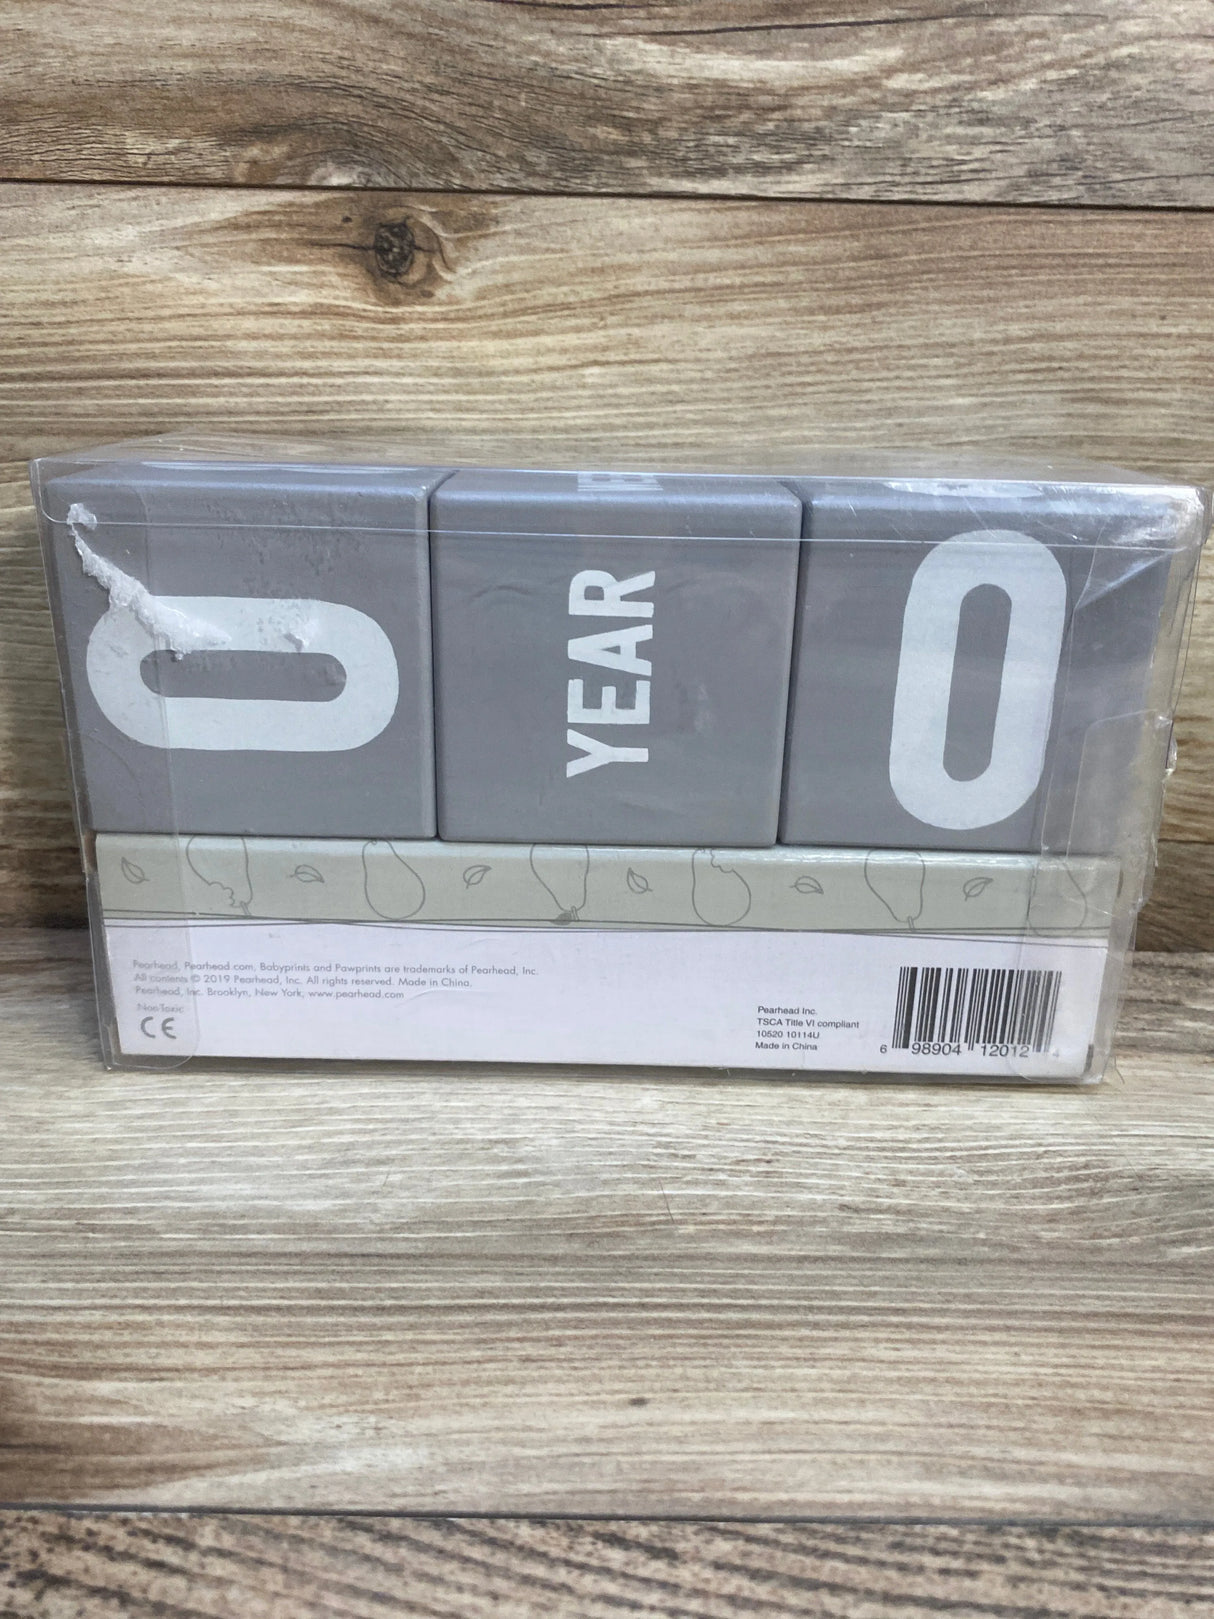 0
YEAR
0
Pearhead, Pearhead.com, Babyprints and Pawprints are trademarks of Pearhead, Inc.
All contents © 2019 Pearhead, Inc. All rights reserved. Made in China.
Pearhead, Inc. Brooklyn, New York, www.pearhead.com
Non-Toxic
CE
Pearhead Inc.
TSCA Title VI compliant
10520 10114U
Made in China
6 98904 12012 4